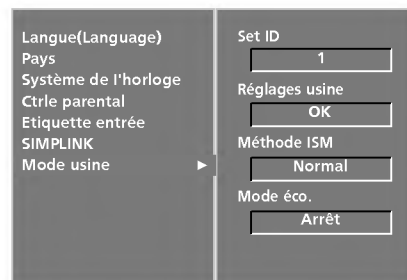 Langue(Language)
Pays
Système de l'horloge
Ctrle parental
Etiquette entrée
SIMPLINK
Mode usine ►
Set ID
1
Réglages usine
OK
Méthode ISM
Normal
Mode éco.
Arrêt